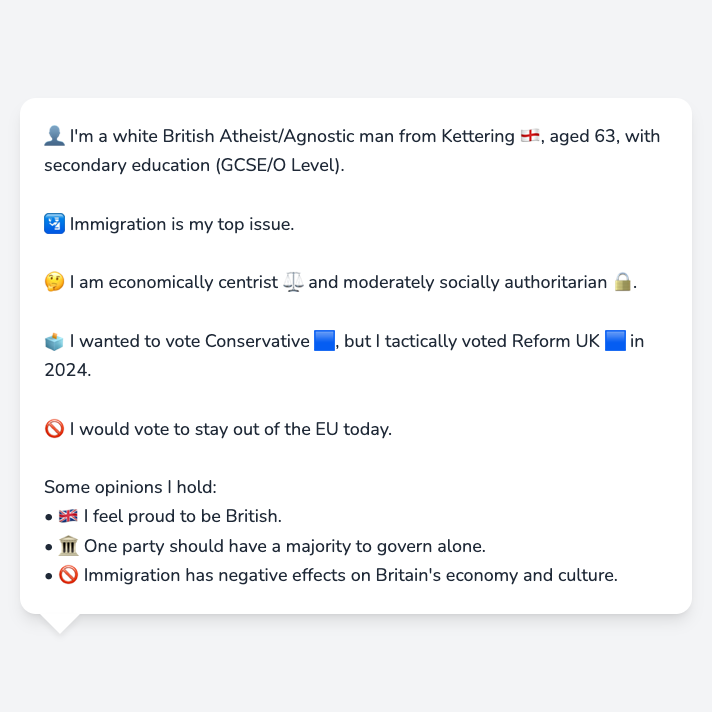 👤 I'm a white British Atheist/Agnostic man from Kettering 🏴󠁧󠁢󠁥󠁮󠁧󠁿, aged 63, with
secondary education (GCSE/O Level).
🛂 Immigration is my top issue.
🤔 I am economically centrist ⚖️ and moderately socially authoritarian 🔒.
🗳️ I wanted to vote Conservative 🟦, but I tactically voted Reform UK 🟦 in
2024.
🚫 I would vote to stay out of the EU today.
Some opinions I hold:
• 🇬🇧 I feel proud to be British.
• 🏛️ One party should have a majority to govern alone.
• 🚫 Immigration has negative effects on Britain's economy and culture.